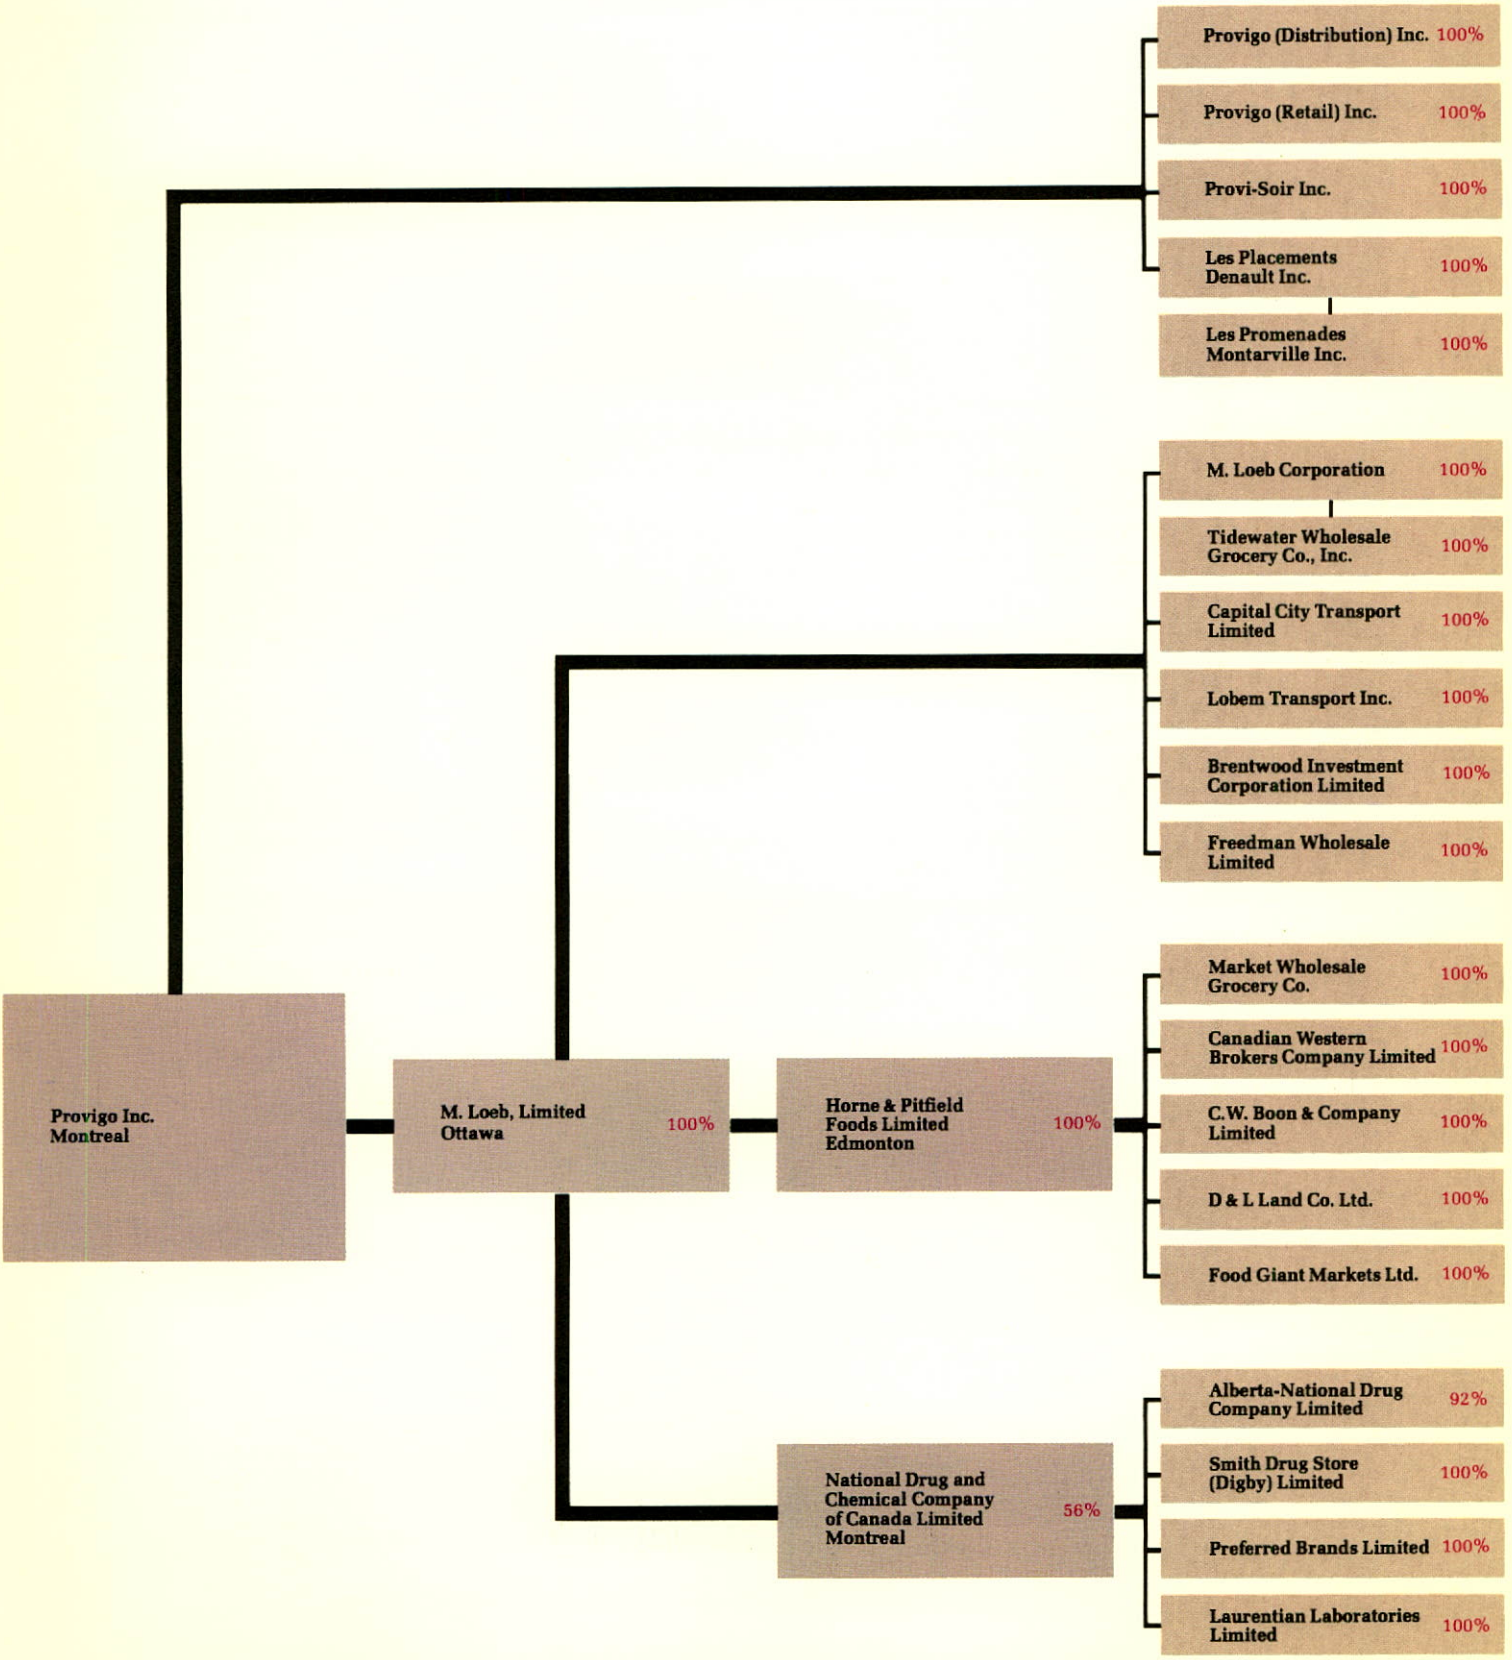 Provigo (Distribution) Inc. 100%
Provigo (Retail) Inc. 100%
Provi-Soir Inc. 100%
Les Placements
Denault Inc. 100%
Les Promenades
Montarville Inc. 100%
M. Loeb Corporation 100%
Tidewater Wholesale
Grocery Co., Inc. 100%
Capital City Transport
Limited 100%
Lobem Transport Inc. 100%
Brentwood Investment
Corporation Limited 100%
Freedman Wholesale
Limited 100%
Provigo Inc.
Montreal
M. Loeb, Limited
Ottawa 100%
Horne & Pitfield
Foods Limited
Edmonton 100%
Market Wholesale
Grocery Co. 100%
Canadian Western
Brokers Company Limited 100%
C.W. Boon & Company
Limited 100%
D & L Land Co. Ltd. 100%
Food Giant Markets Ltd. 100%
National Drug and
Chemical Company
of Canada Limited
Montreal 56%
Alberta-National Drug
Company Limited 92%
Smith Drug Store
(Digby) Limited 100%
Preferred Brands Limited 100%
Laurentian Laboratories
Limited 100%